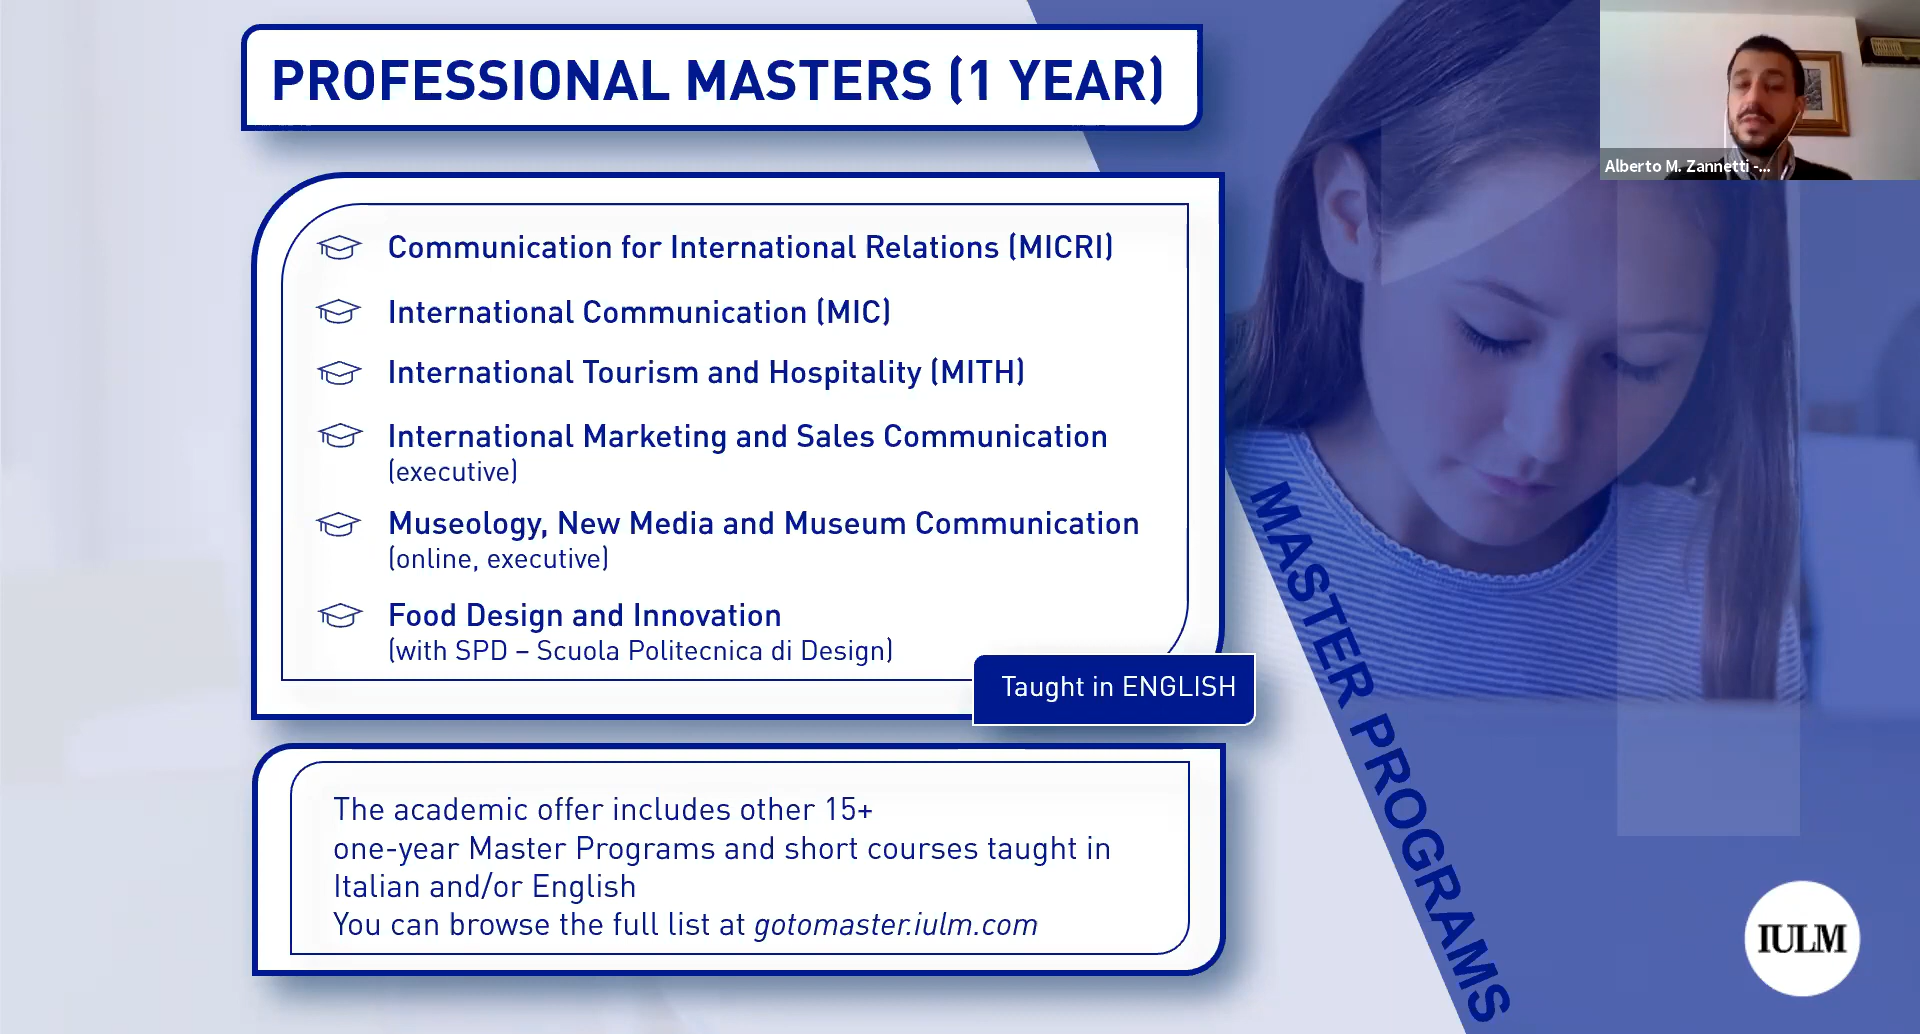 PROFESSIONAL MASTERS (1 YEAR)
Alberto M. Zannetti -...
Communication for International Relations (MICRI)
International Communication (MIC)
International Tourism and Hospitality (MITH)
International Marketing and Sales Communication
(executive)
Museology, New Media and Museum Communication
(online, executive)
Food Design and Innovation
(with SPD – Scuola Politecnica di Design)
Taught in ENGLISH
The academic offer includes other 15+
one-year Master Programs and short courses taught in
Italian and/or English
You can browse the full list at gotomaster.iulm.com
MASTER PROGRAMS
IULM